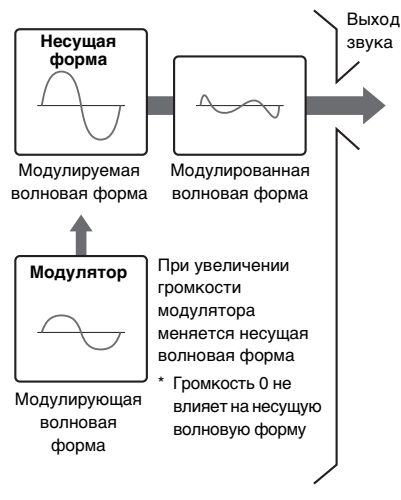 Выход
звука
Несущая
форма
Модулируемая
волновая форма
Модулированная
волновая форма
Модулятор
Модулирующая
волновая
форма
При увеличении
громкости
модулятора
меняется несущая
волновая форма
* Громкость 0 не
влияет на несущую
волновую форму